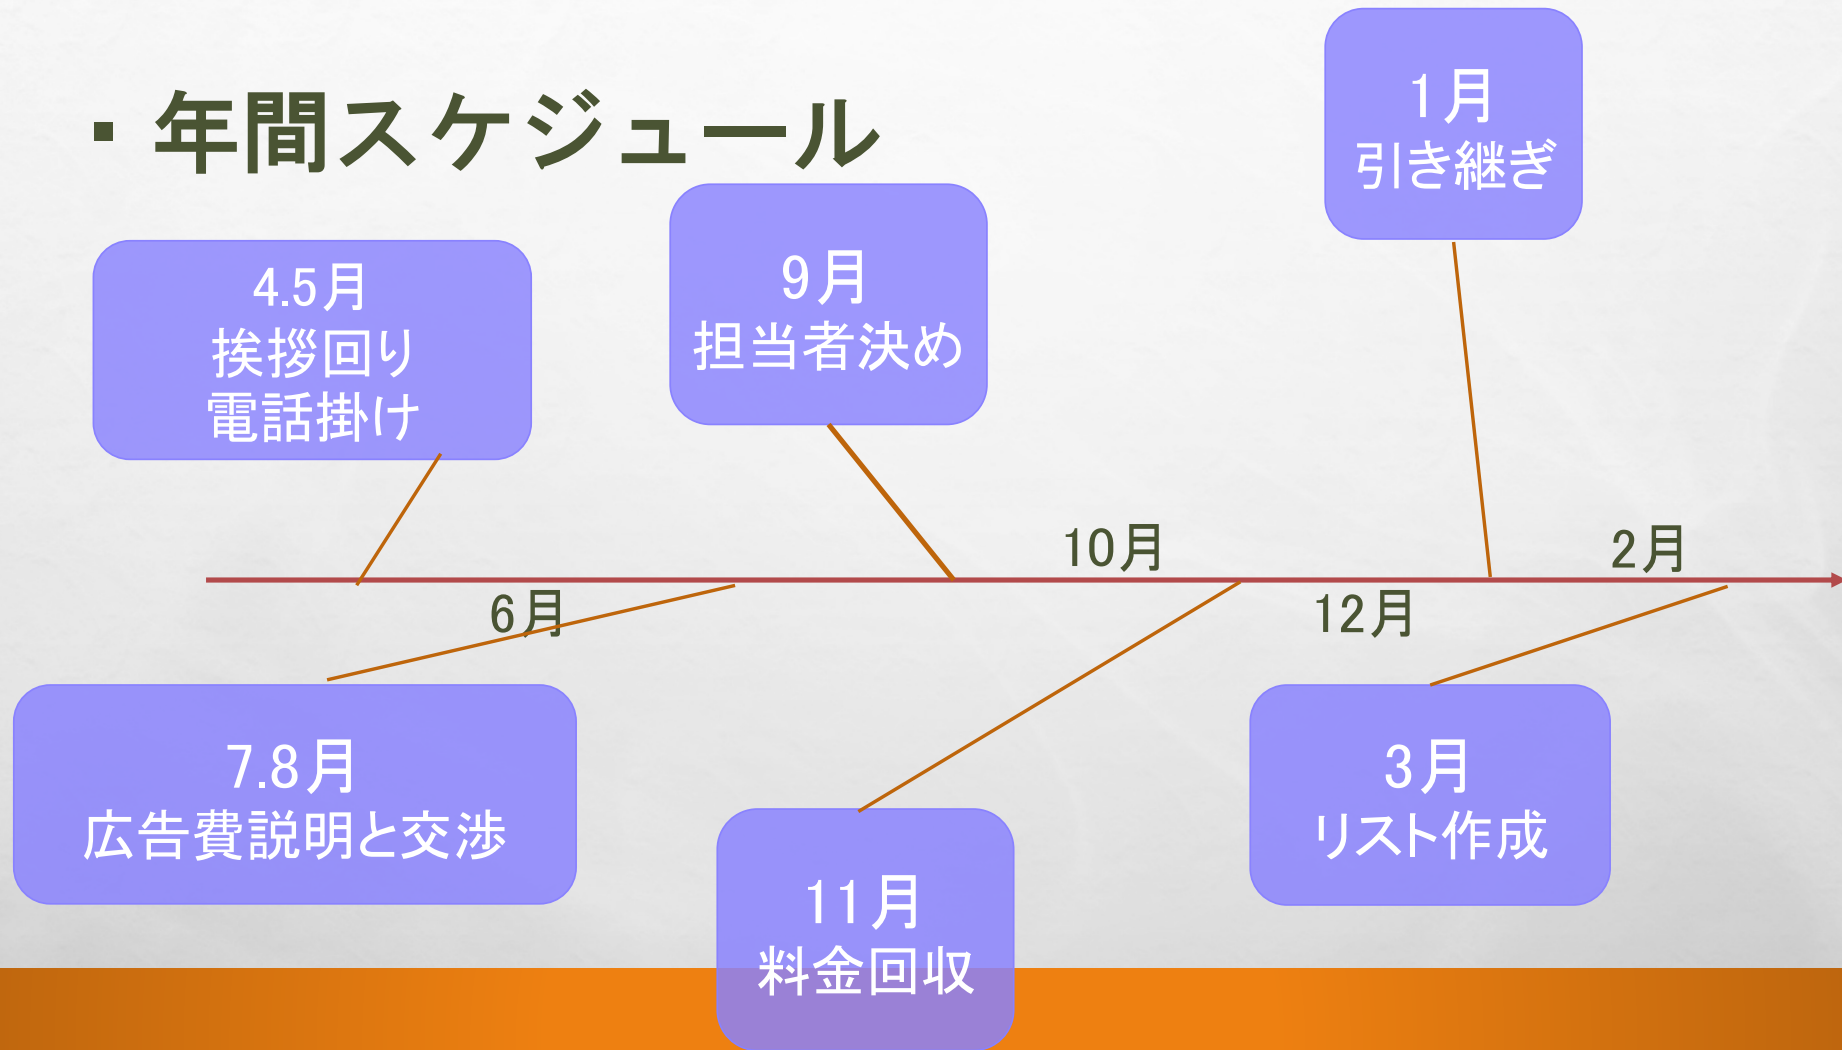 ▪ 年間スケジュール
1月
引き継ぎ
4.5月
挨拶回り
電話掛け
9月
担当者決め
10月
2月
6月
12月
7.8月
広告費説明と交渉
3月
リスト作成
11月
料金回収